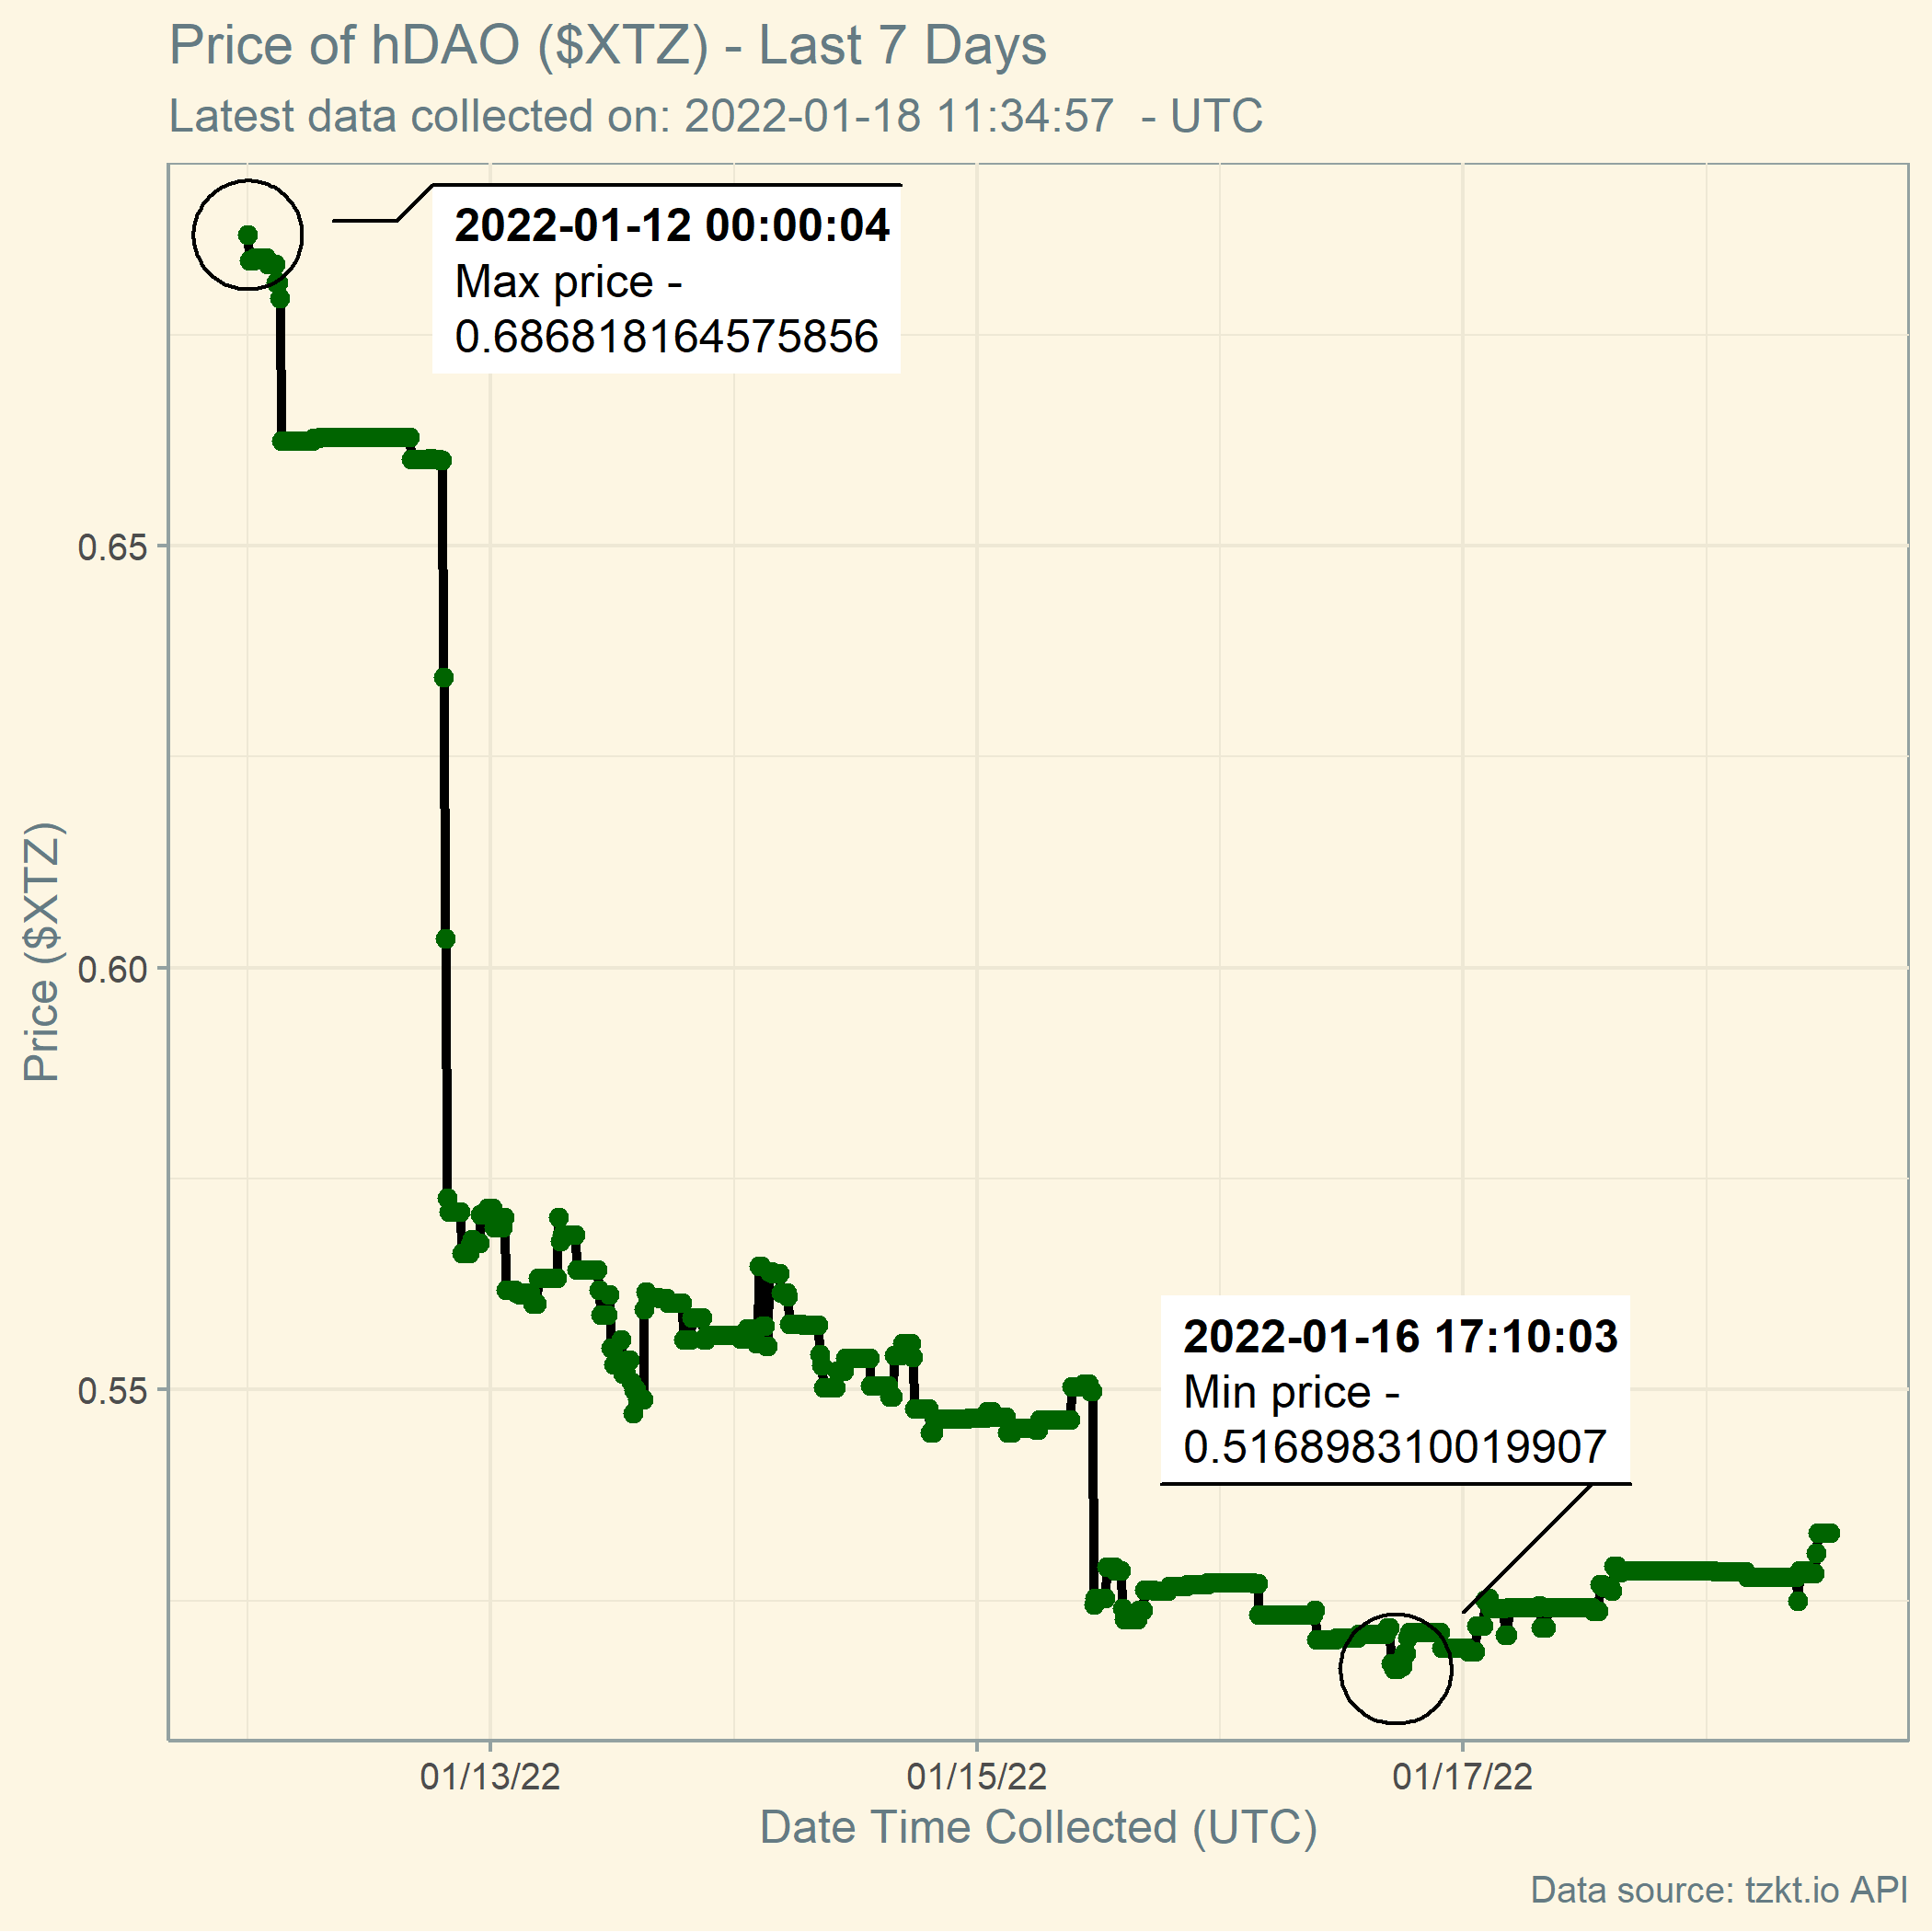 Price of hDAO ($XTZ) - Last 7 Days
Latest data collected on: 2022-01-18 11:34:57  - UTC
2022-01-12 00:00:04
Max price -
0.686818164575856
0.65
0.60
0.55
Price ($XTZ)
2022-01-16 17:10:03
Min price -
0.516898310019907
01/13/22
01/15/22
01/17/22
Date Time Collected (UTC)
Data source: tzkt.io API